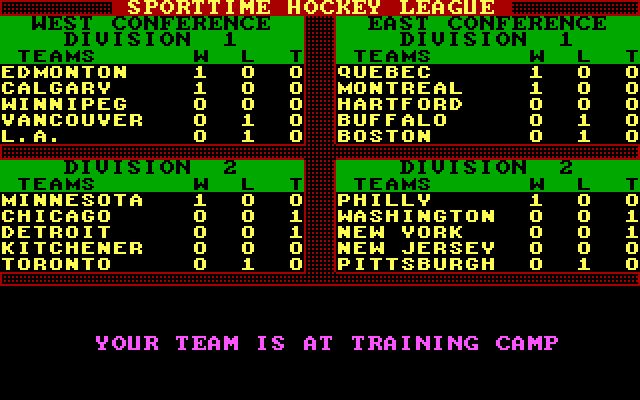 SPORTTIME HOCKEY LEAGUE
WEST CONFERENCE
DIVISION 1
TEAMS W L T
EDMONTON 1 0 0
CALGARY 1 0 0
WINNIPEG 0 0 0
VANCOUVER 0 1 0
L.A. 0 1 0
DIVISION 2
TEAMS W L T
MINNESOTA 1 0 0
CHICAGO 0 0 1
DETROIT 0 0 1
KITCHENER 0 0 0
TORONTO 0 1 0
EAST CONFERENCE
DIVISION 1
TEAMS W L T
QUEBEC 1 0 0
MONTREAL 1 0 0
HARTFORD 0 0 0
BUFFALO 0 1 0
BOSTON 0 1 0
DIVISION 2
TEAMS W L T
PHILLY 1 0 0
WASHINGTON 0 0 1
NEW YORK 0 0 1
NEW JERSEY 0 0 0
PITTSBURGH 0 1 0
YOUR TEAM IS AT TRAINING CAMP